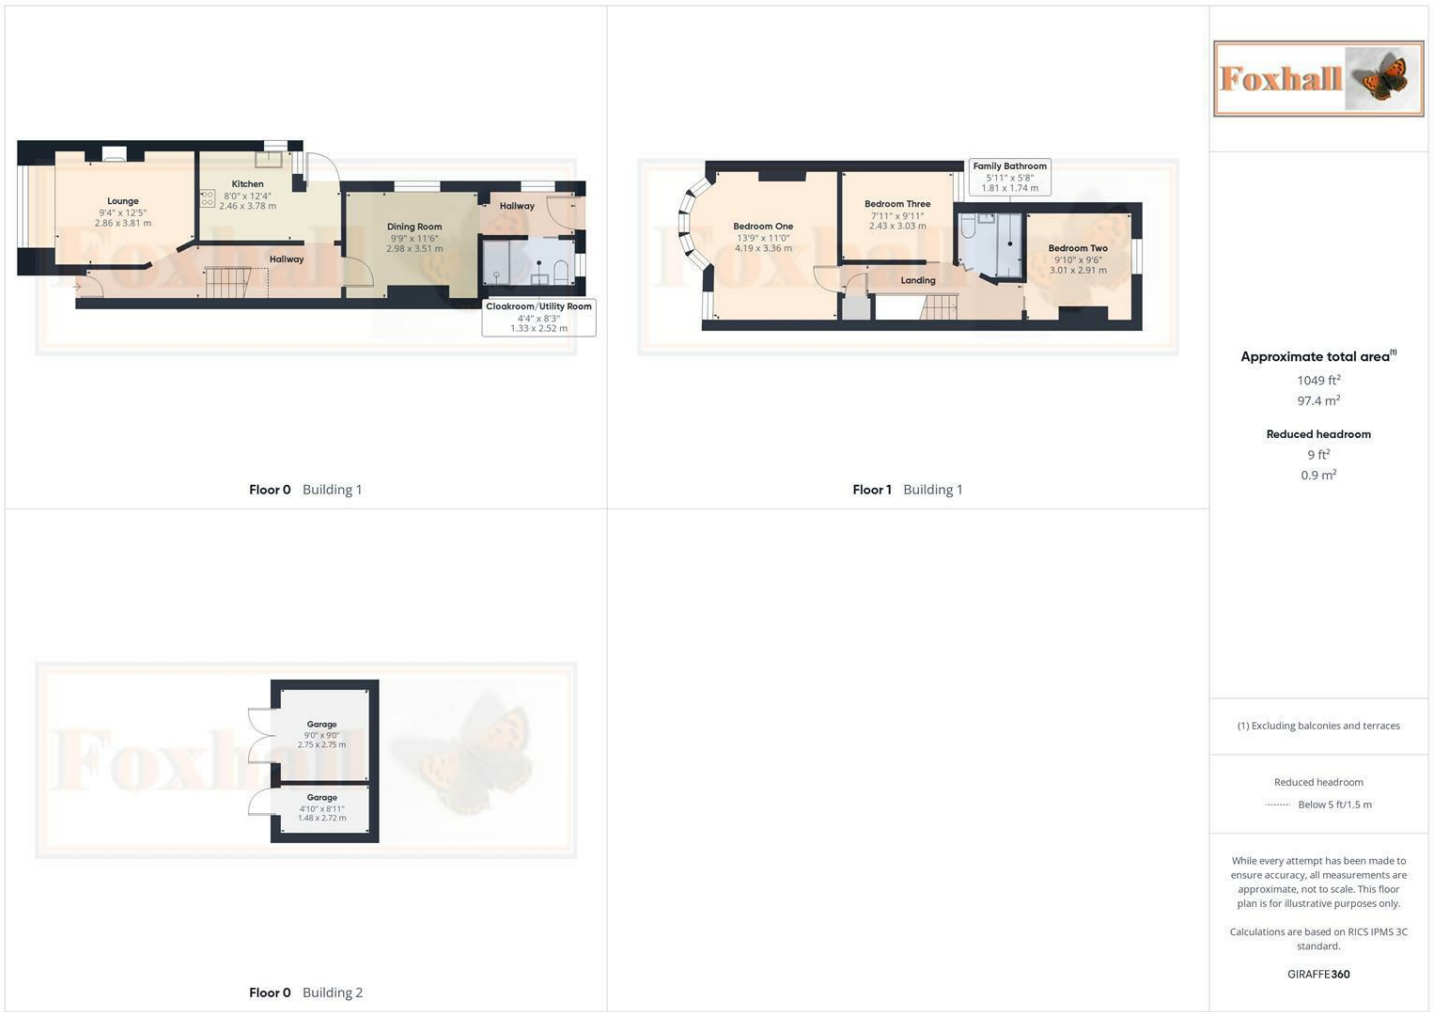 Lounge
9'4" x 12'5"
2.86 x 3.81 m
Kitchen
8'0" x 12'4"
2.46 x 3.78 m
Hallway
Dining Room
9'9" x 11'6"
2.98 x 3.51 m
Hallway
Cloakroom/Utility Room
4'4" x 8'3"
1.33 x 2.52 m
Foxhall
Floor 0 Building 1
Bedroom One
13'9" x 11'0"
4.19 x 3.36 m
Bedroom Three
7'11" x 9'11"
2.43 x 3.03 m
Family Bathroom
5'11" x 5'8"
1.81 x 1.74 m
Landing
Bedroom Two
9'10" x 9'6"
3.01 x 2.91 m
Foxhall
Floor 1 Building 1
Garage
9'0" x 9'0"
2.75 x 2.75 m
Garage
4'10" x 8'11"
1.48 x 2.72 m
Foxhall
Floor 0 Building 2
Foxhall
Approximate total area(1)
1049 ft²
97.4 m²
Reduced headroom
9 ft²
0.9 m²
(1) Excluding balconies and terraces
Reduced headroom
Below 5 ft/1.5 m
While every attempt has been made to
ensure accuracy, all measurements are
approximate, not to scale. This floor
plan is for illustrative purposes only.
Calculations are based on RICS IPMS 3C
standard.
GIRAFFE360